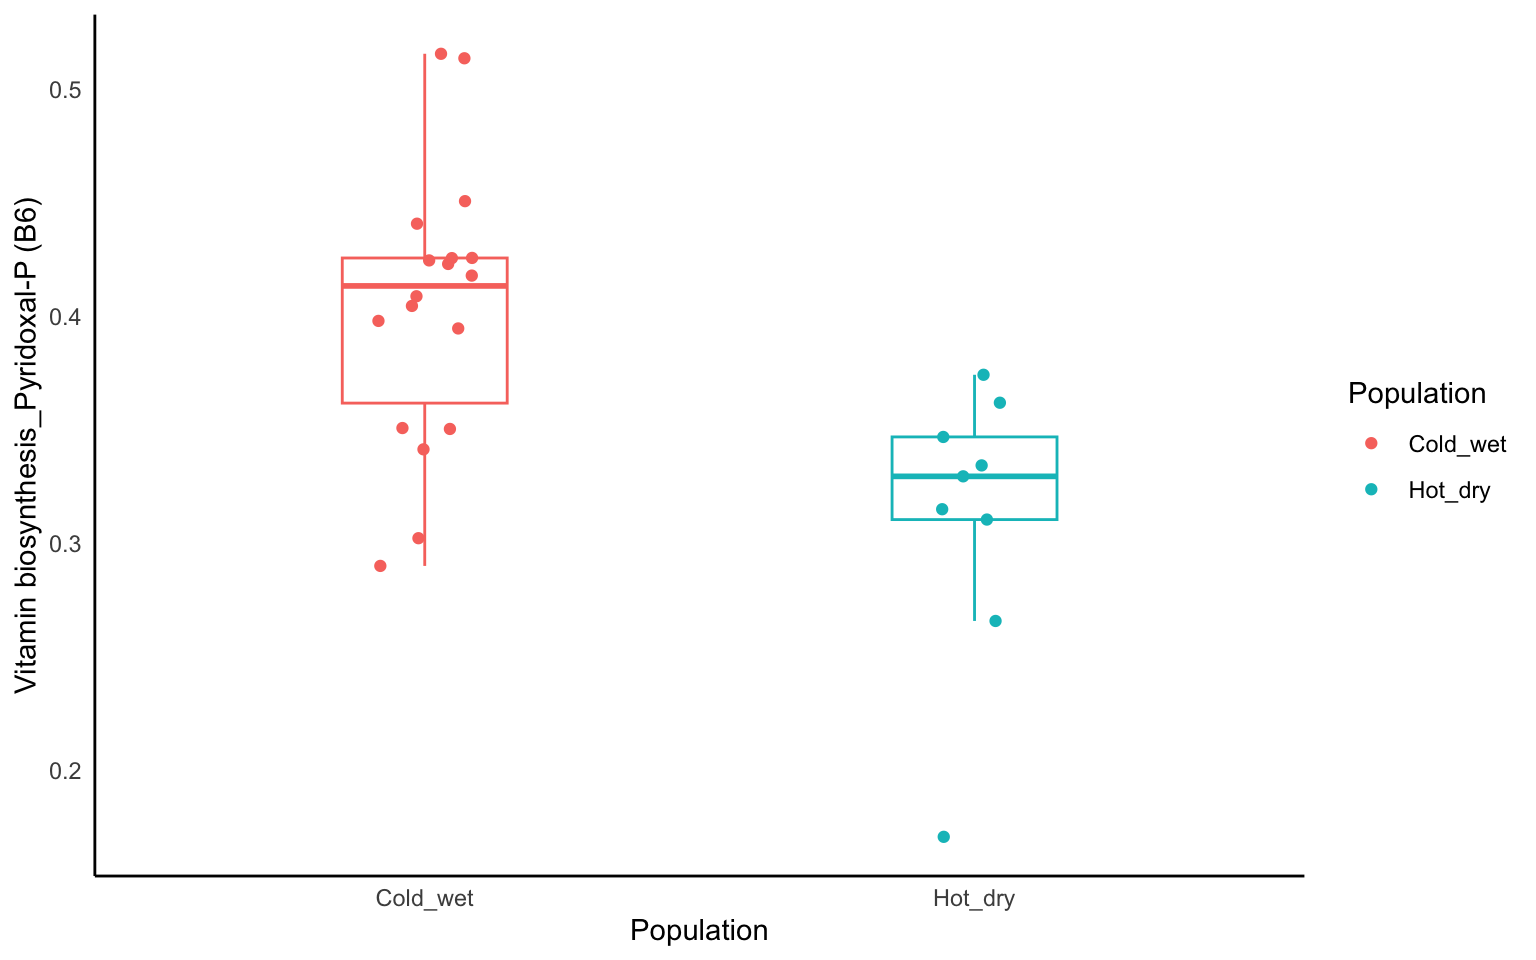 Vitamin biosynthesis_Pyridoxal-P (B6)
0.5
0.4
0.3
0.2
Cold_wet
Hot_dry
Population
Population
Cold_wet
Hot_dry